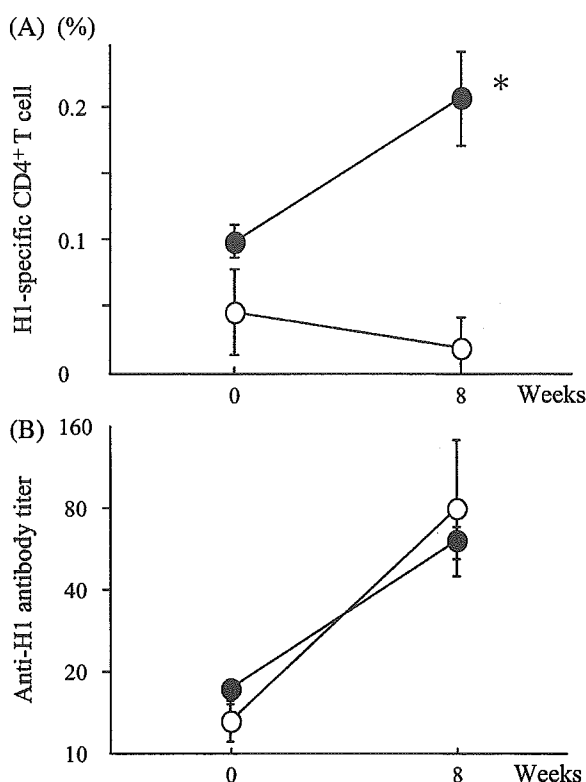 (A) (%)
H1-specific CD4+ T cell
0.2
*
0.1
0
0 8 Weeks
(B)
Anti-H1 antibody titer
160
80
40
20
10
0 8 Weeks